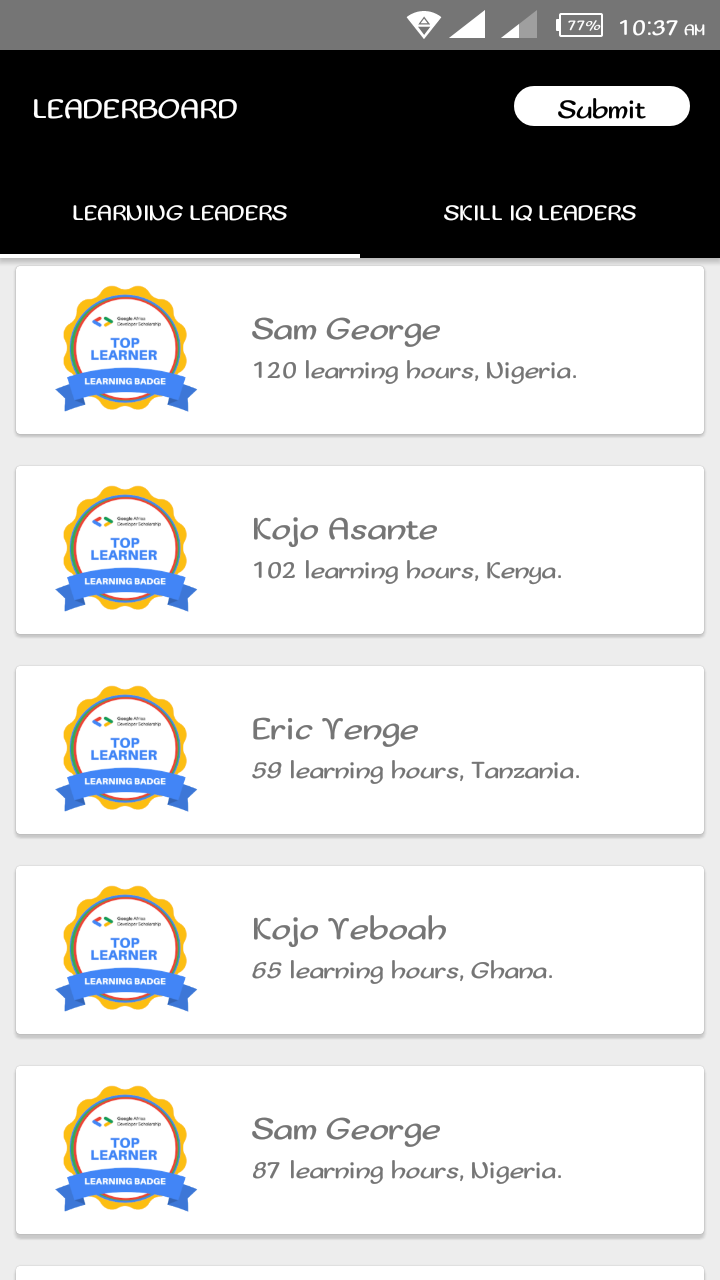 77%
10:37 AM
LEADERBOARD
Submit
LEARNING LEADERS
SKILL IQ LEADERS
Google Africa
Developer Scholarship
TOP
LEARNER
LEARNING BADGE
Sam George
120 learning hours, Nigeria.
Google Africa
Developer Scholarship
TOP
LEARNER
LEARNING BADGE
Kojo Asante
102 learning hours, Kenya.
Google Africa
Developer Scholarship
TOP
LEARNER
LEARNING BADGE
Eric Yenge
59 learning hours, Tanzania.
Google Africa
Developer Scholarship
TOP
LEARNER
LEARNING BADGE
Kojo Yeboah
65 learning hours, Ghana.
Google Africa
Developer Scholarship
TOP
LEARNER
LEARNING BADGE
Sam George
87 learning hours, Nigeria.